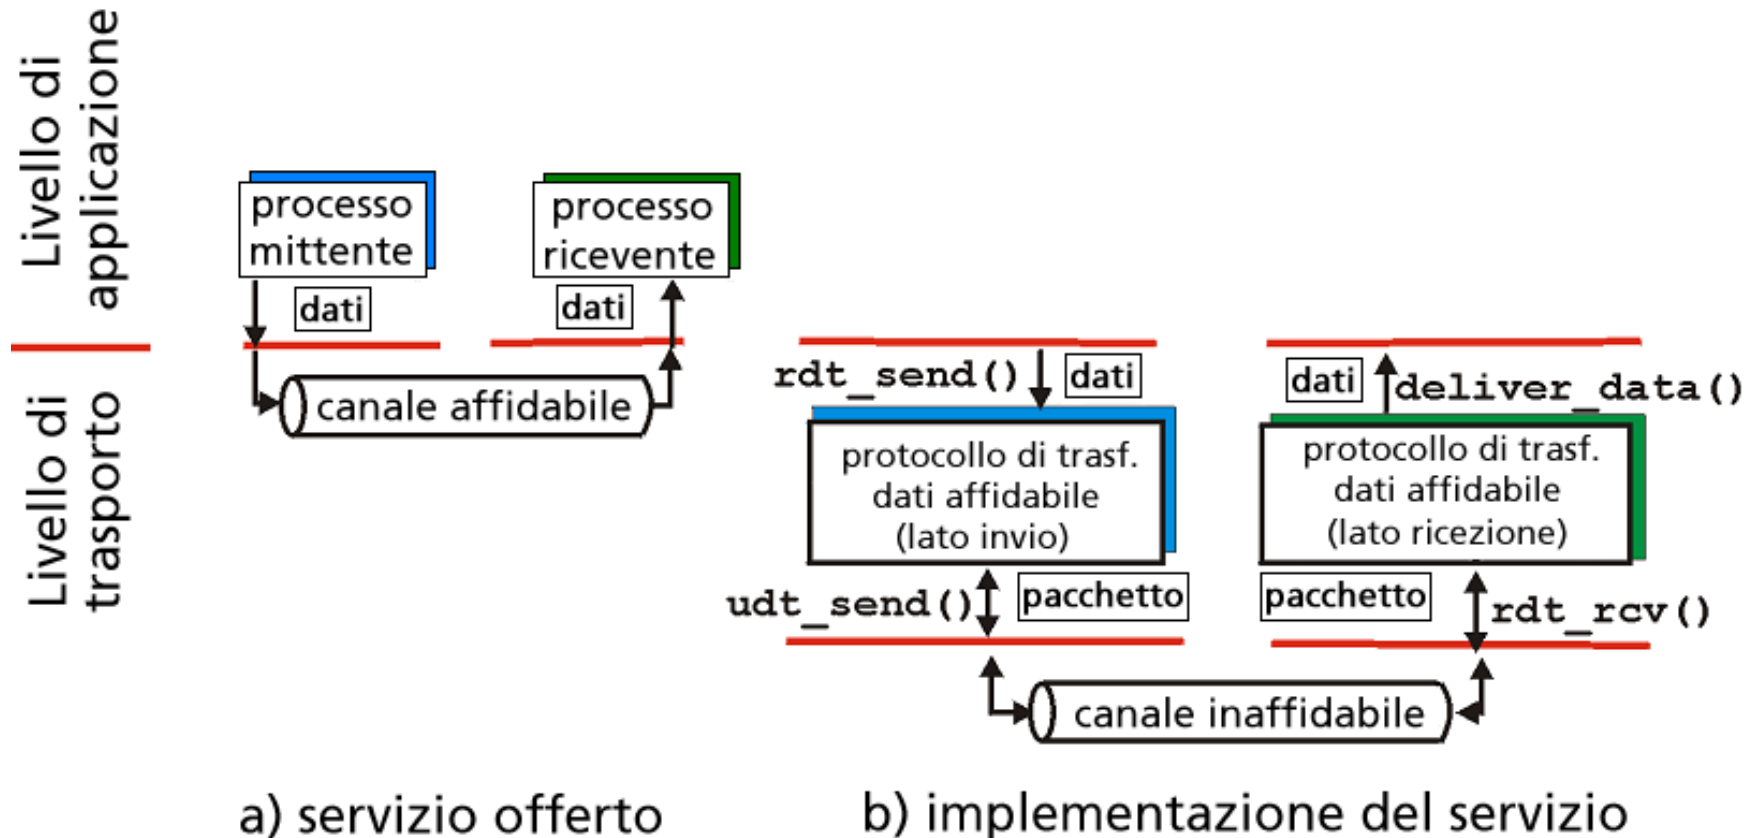 Livello di
applicazione
processo
mittente
processo
ricevente
dati
dati
Livello di
trasporto
canale affidabile
rdt_send()
dati
dati
deliver_data()
protocollo di trasf.
dati affidabile
(lato invio)
protocollo di trasf.
dati affidabile
(lato ricezione)
udt_send()
pacchetto
pacchetto
rdt_rcv()
canale inaffidabile
a) servizio offerto
b) implementazione del servizio